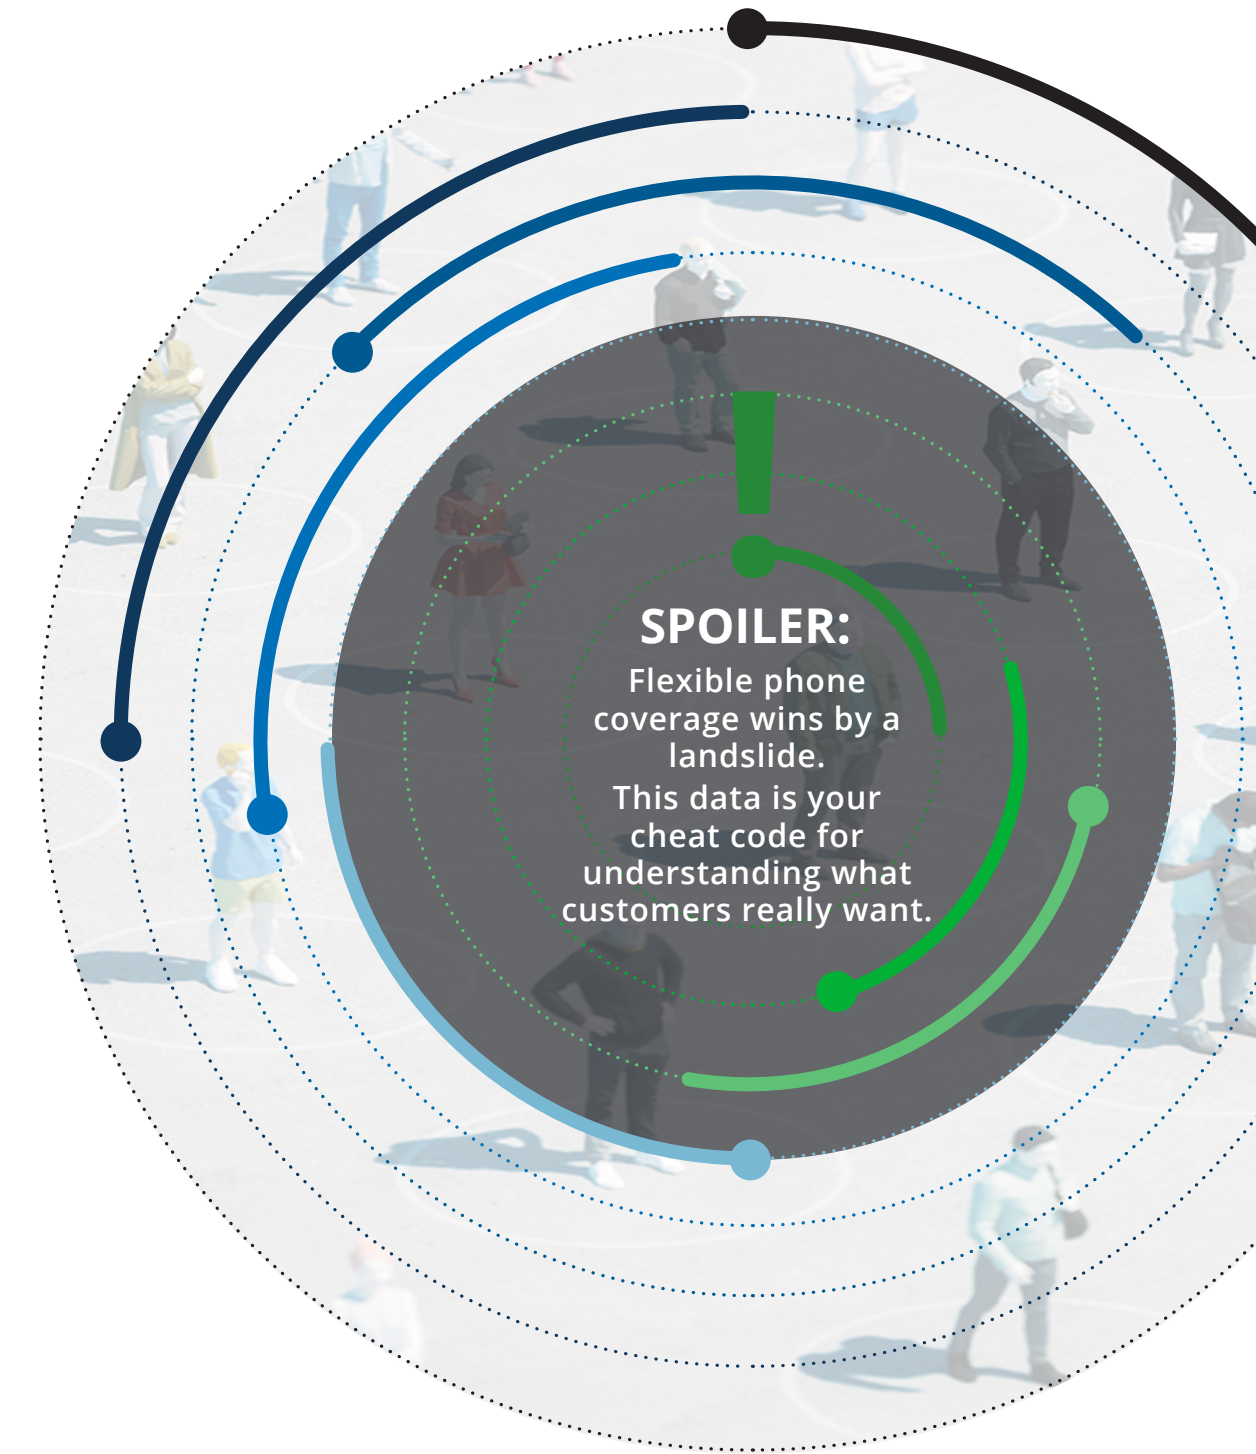 SPOILER:
Flexible phone
coverage wins by a
landslide.
This data is your
cheat code for
understanding what
customers really want.